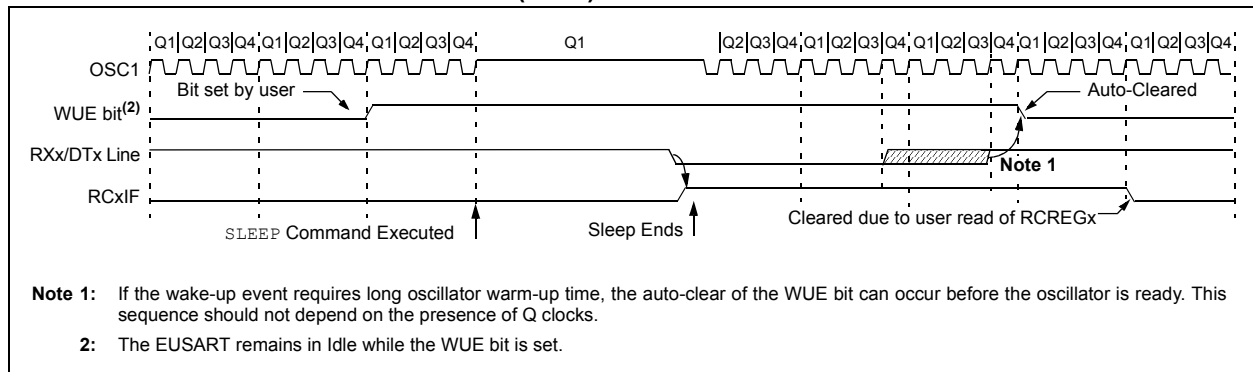 Q1 Q2 Q3 Q4 Q1 Q2 Q3 Q4 Q1 Q2 Q3 Q4 Q1 Q2 Q3 Q4 Q1 Q2 Q3 Q4 Q1 Q2 Q3 Q4 Q1 Q2 Q3 Q4
OSC1
Bit set by user
Auto-Cleared
WUE bit(2)
RXx/DTx Line
Note 1
RCxIF
Cleared due to user read of RCREGx
SLEEP Command Executed
Sleep Ends
Note 1: If the wake-up event requires long oscillator warm-up time, the auto-clear of the WUE bit can occur before the oscillator is ready. This
sequence should not depend on the presence of Q clocks.
2: The EUSART remains in Idle while the WUE bit is set.